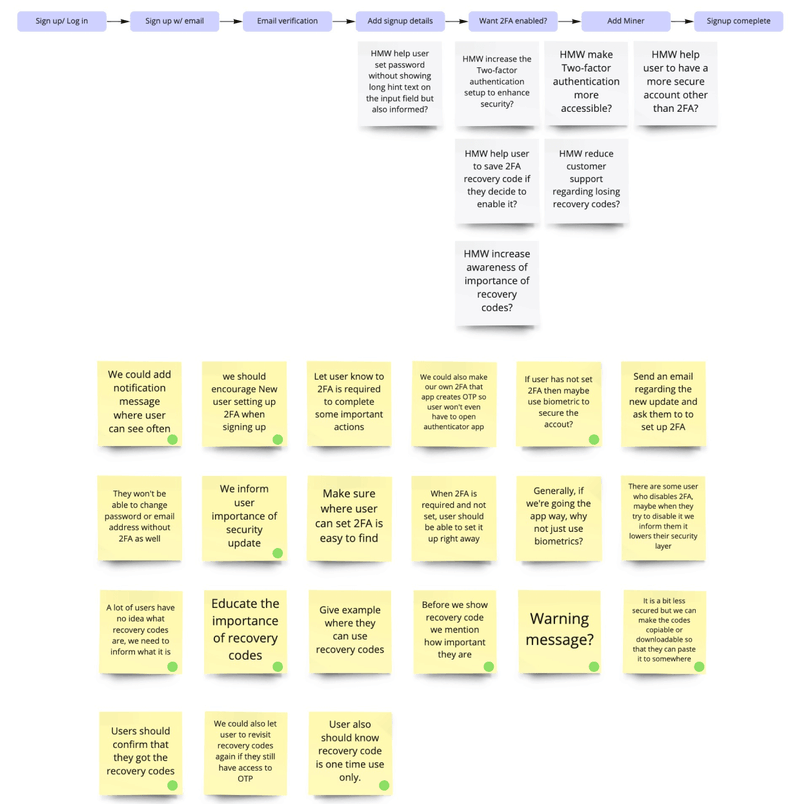 Sign up/ Log in
Sign up w/ email
Email verification
Add signup details
Want 2FA enabled?
Add Miner
Signup comeplete
HMW help user
set password
without showing
long hint text on
the input field but
also informed?
HMW increase the
Two-factor
authentication
setup to enhance
security?
HMW make
Two-factor
authentication
more
accessible?
HMW help
user to have a
more secure
account other
than 2FA?
HMW help user
to save 2FA
recovery code if
they decide to
enable it?
HMW reduce
customer
support
regarding losing
recovery codes?
HMW increase
awareness of
importance of
recovery
codes?
We could add
notification
message
where user
can see often
we should
encourage New
user setting up
2FA when
signing up
Let user know to
2FA is required
to complete
some important
actions
We could also make
our own 2FA that
app creates OTP so
user won't even
have to open
authenticator app
If user has not set
2FA then maybe
use biometric to
secure the
accout?
Send an email
regarding the
new update and
ask them to to
set up 2FA
They won't be
able to change
password or email
address without
2FA as well
We inform
user
importance of
security
update
Make sure
where user
can set 2FA is
easy to find
When 2FA is
required and not
set, user should
be able to set it
up right away
Generally, if
we're going the
app way, why
not just use
biometrics?
There are some user
who disables 2FA,
maybe when they
try to disable it we
inform them it
lowers their security
layer
A lot of users have
no idea what
recovery codes
are, we need to
inform what it is
Educate the
importance
of recovery
codes
Give example
where they
can use
recovery codes
Before we show
recovery code
we mention
how important
they are
Warning
message?
It is a bit less
secured but we can
make the codes
copiable or
downloadable so
that they can paste
it to somewhere
Users should
confirm that
they got the
recovery codes
We could also let
user to revisit
recovery codes
again if they still
have access to
OTP
User also
should know
recovery code
is one time use
only.